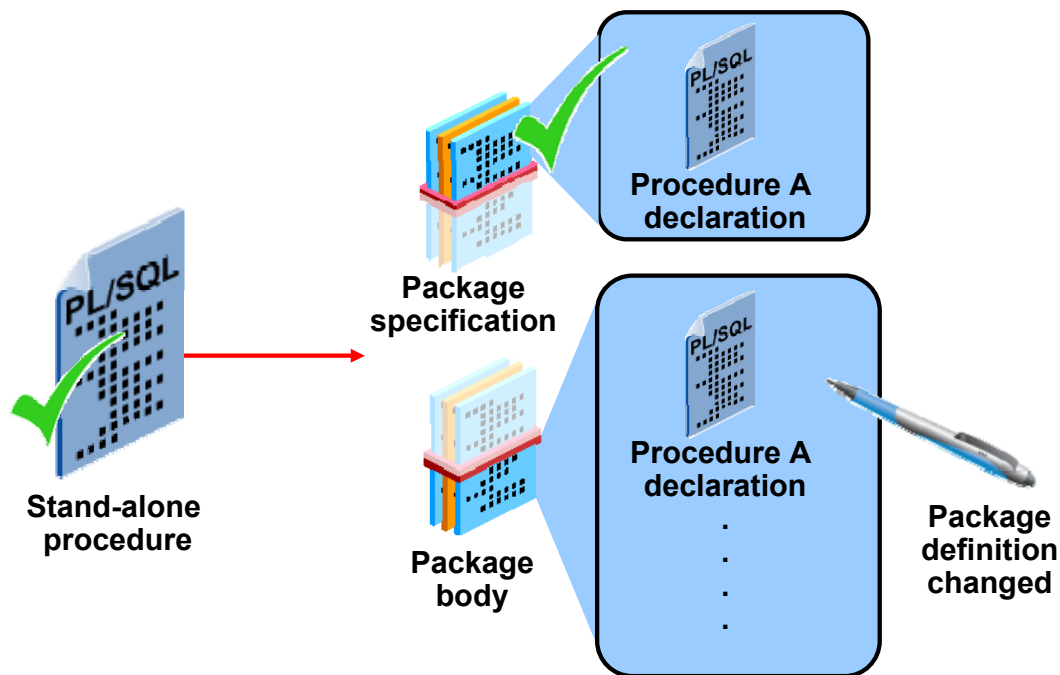 PL/SQL
Procedure A
declaration
Package
specification
PL/SQL
Stand-alone
procedure
PL/SQL
Procedure A
declaration
.
.
.
.
Package
body
Package
definition
changed